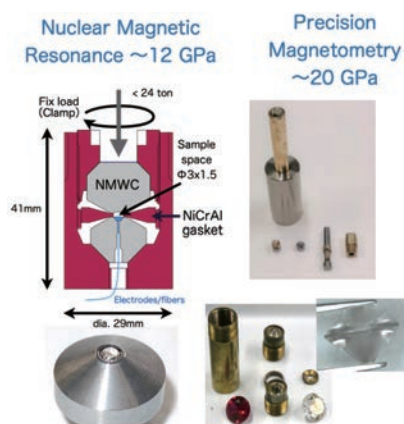 Nuclear Magnetic
Resonance ～12 GPa
Precision
Magnetometry
～20 GPa
< 24 ton
Fix load
(Clamp)
Sample
space
Φ3x1.5
NMWC
NiCrAl
gasket
41mm
Electrodes/fibers
dia. 29mm